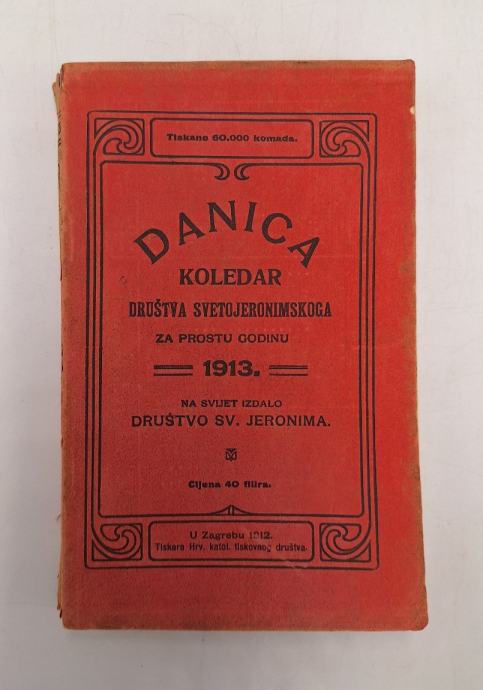 Tiskano 60.000 komada.
DANICA
KOLEDAR
DRUŠTVA SVETOJERONIMSKOGA
ZA PROSTU GODINU
1913.
NA SVIJET IZDALO
DRUŠTVO SV. JERONIMA.
Cijena 40 filira.
U Zagrebu 1912.
Tiskara Hrv. katol. tiskovnog društva.